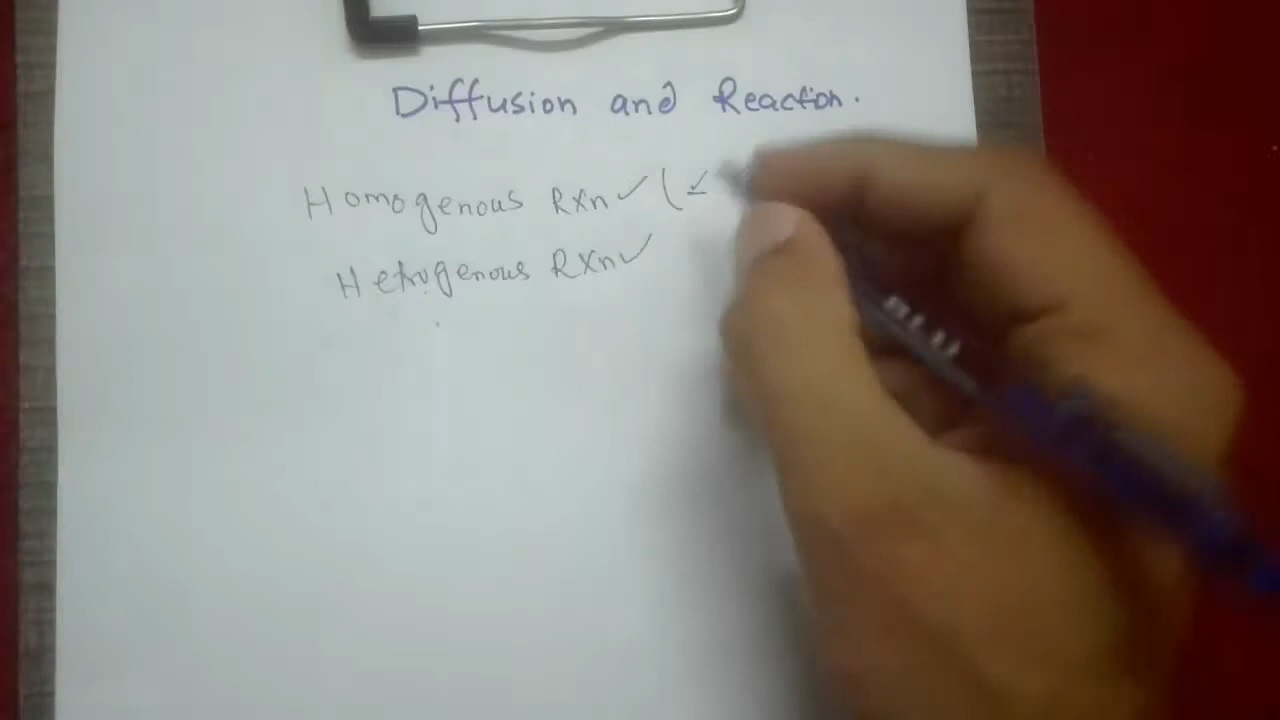 Diffusion and Reaction.
Homogenous Rxn ✓ (
Hetrogenous Rxn ✓